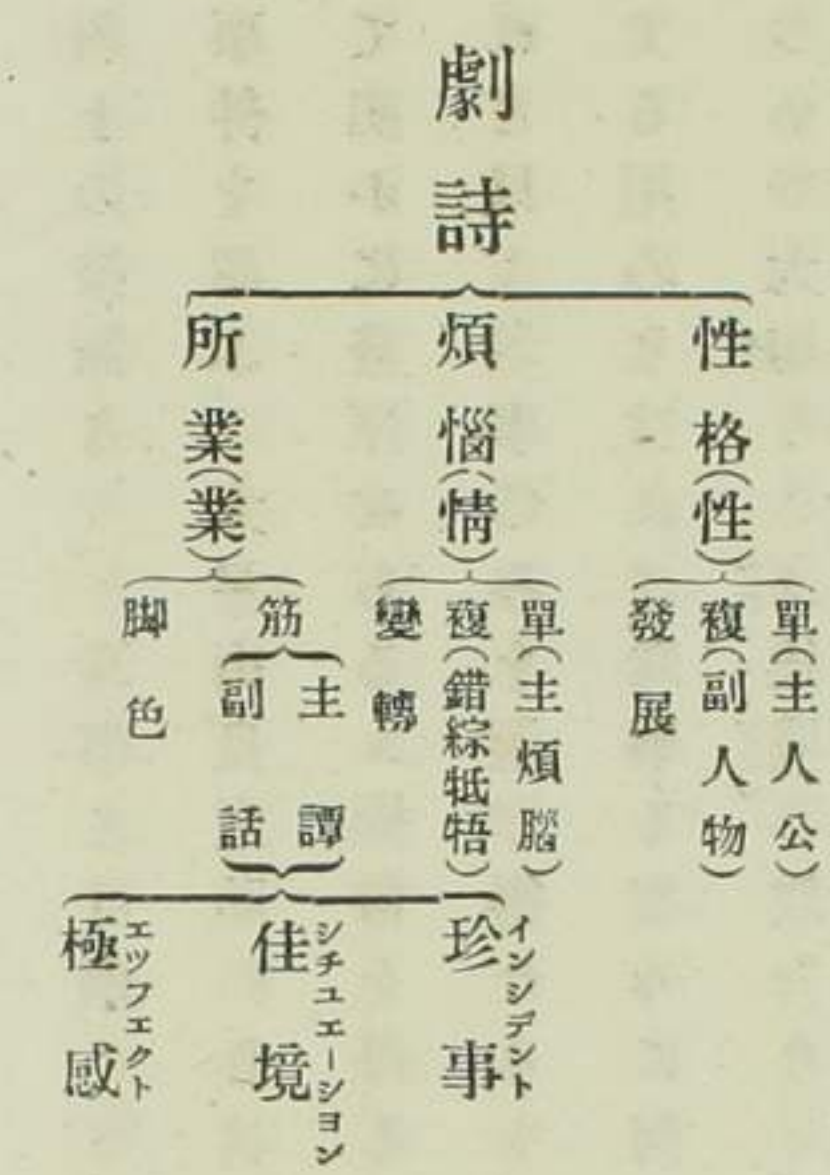 劇詩
性格(性)
單(主人公)
複(副人物)
發展
煩惱(情)
單(主煩腦)
複(錯綜牴牾)
變轉
所業(業)
筋
主譚
副話
脚色
珍事
インシデント
佳境
シチユエーシヨン
極感
エツフエクト